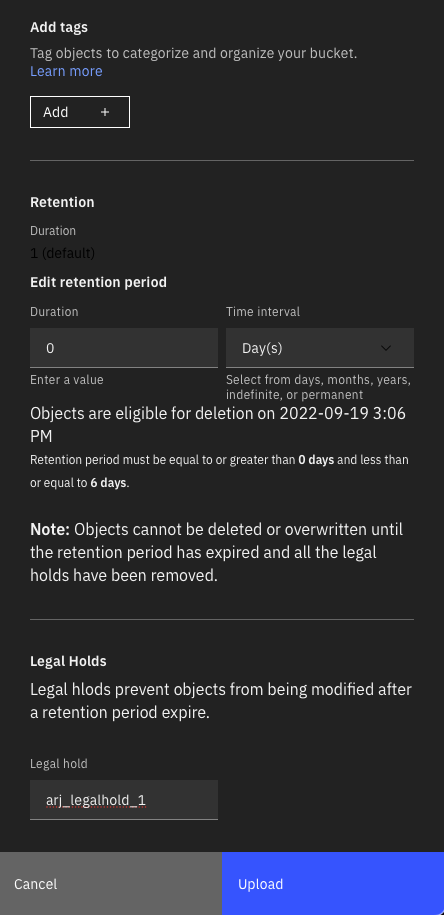 Add tags
Tag objects to categorize and organize your bucket.
Learn more
Add +
Retention
Duration
1 (default)
Edit retention period
Duration Time interval
0 Day(s)
Enter a value Select from days, months, years,
indefinite, or permanent
Objects are eligible for deletion on 2022-09-19 3:06
PM
Retention period must be equal to or greater than 0 days and less than
or equal to 6 days.
Note: Objects cannot be deleted or overwritten until
the retention period has expired and all the legal
holds have been removed.
Legal Holds
Legal hlods prevent objects from being modified after
a retention period expire.
Legal hold
arj_legalhold_1
Cancel Upload